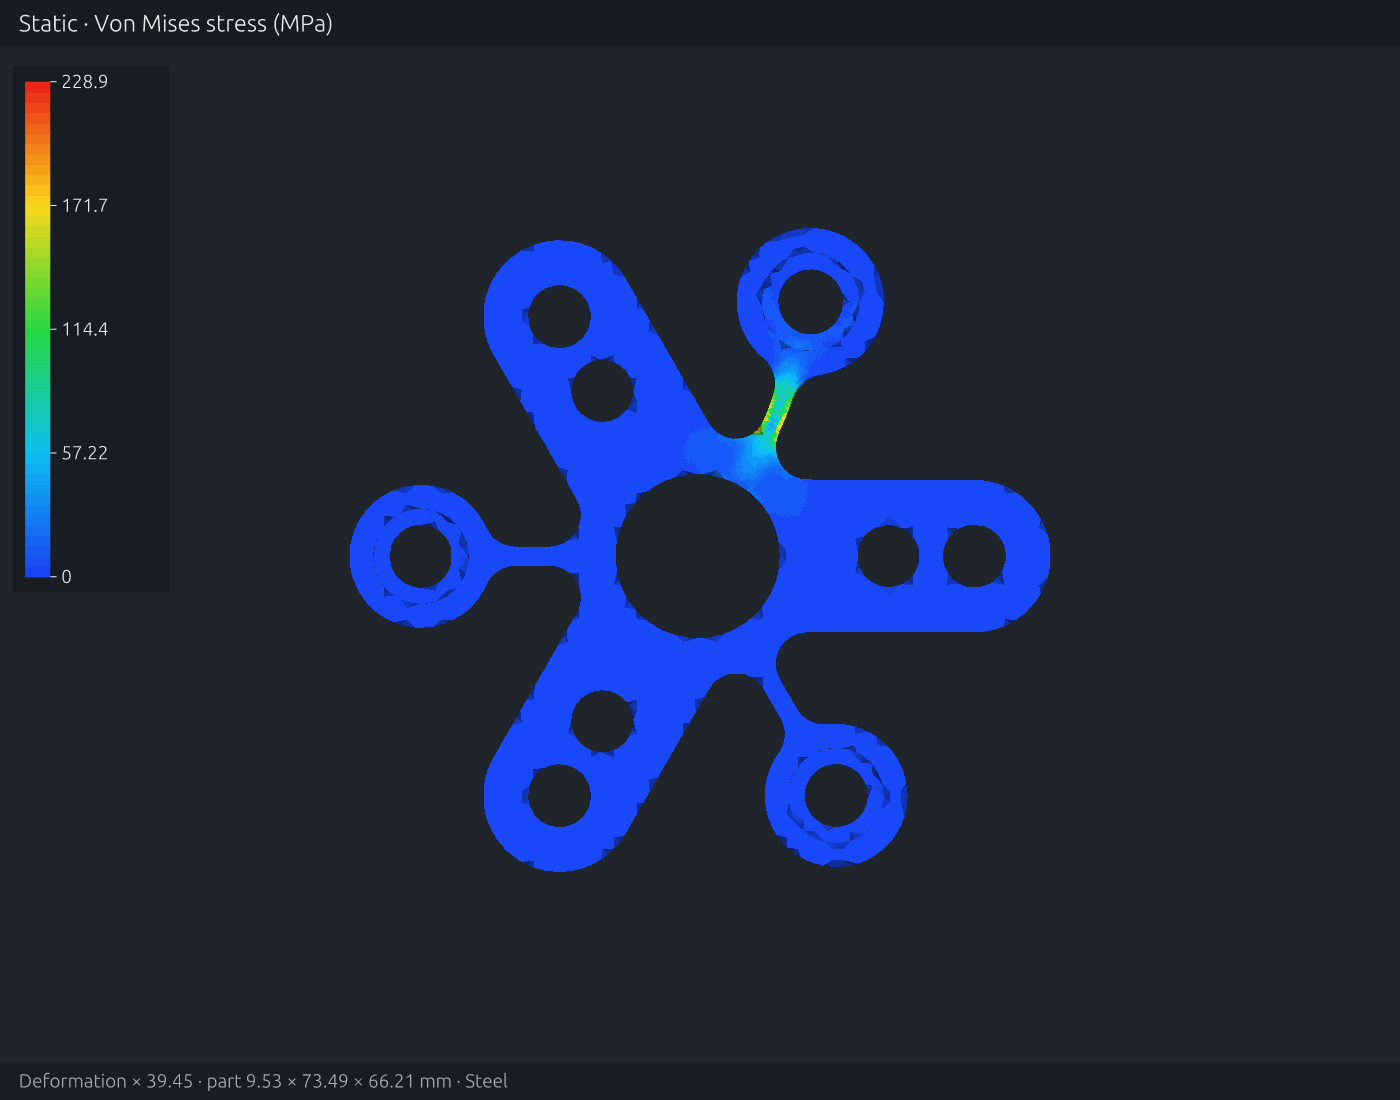 Static · Von Mises stress (MPa)
228.9
171.7
114.4
57.22
0
Deformation × 39.45 · part 9.53 × 73.49 × 66.21 mm · Steel